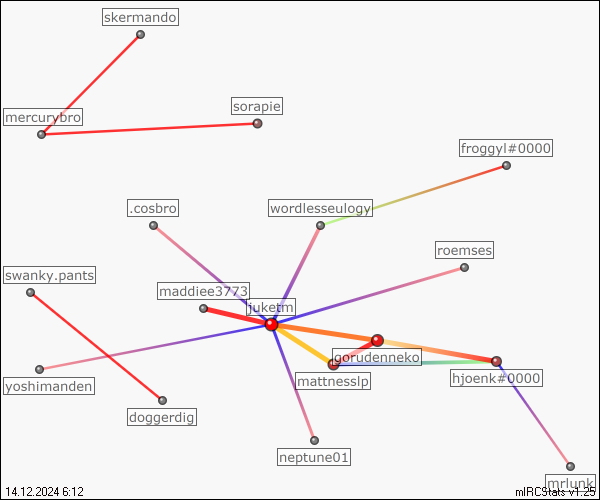 skermando
sorapie
mercurybro
froggyl#0000
.cosbro
wordlesseulogy
roemses
swanky.pants
maddiee3773
juketm
gorudenneko
yoshimanden
mattnesslp
hjoenk#0000
doggerdig
neptune01
mrlunk
14.12.2024 6:12
mIRCStats v1.25